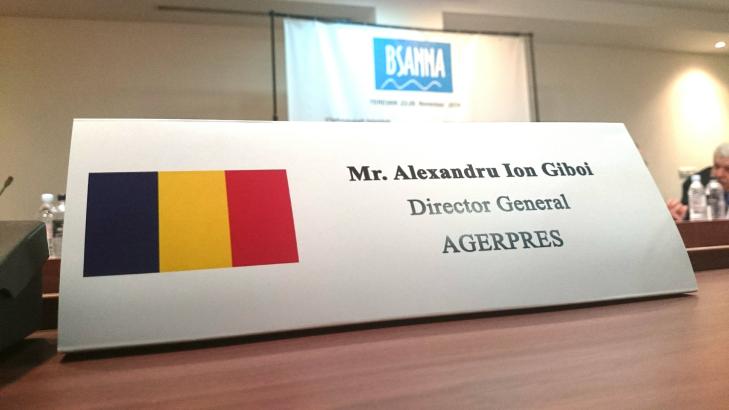 BSANNA
Mr. Alexandru Ion Giboi
Director General
AGERPRES